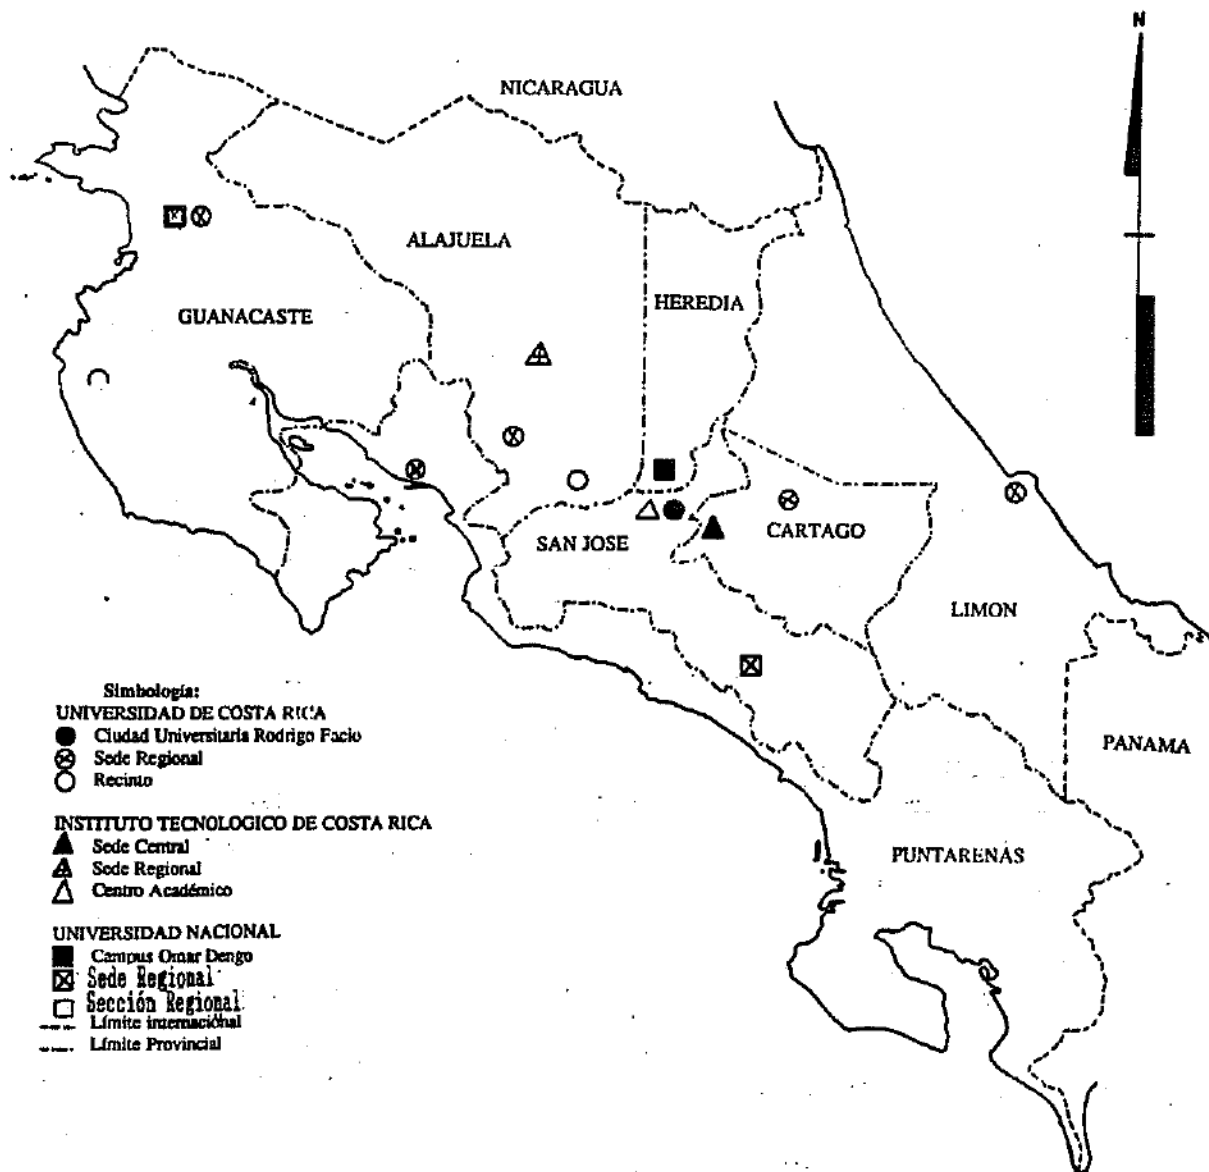 N
NICARAGUA
ALAJUELA
HEREDIA
GUANACASTE
SAN JOSE
CARTAGO
LIMON
PANAMA
PUNTARENAS
Simbología:
UNIVERSIDAD DE COSTA RICA
Ciudad Universitaria Rodrigo Facio
Sede Regional
Recinto
INSTITUTO TECNOLOGICO DE COSTA RICA
Sede Central
Sede Regional
Centro Académico
UNIVERSIDAD NACIONAL
Campus Omar Dengo
Sede Regional
Sección Regional
Límite internaciónal
Límite Provincial